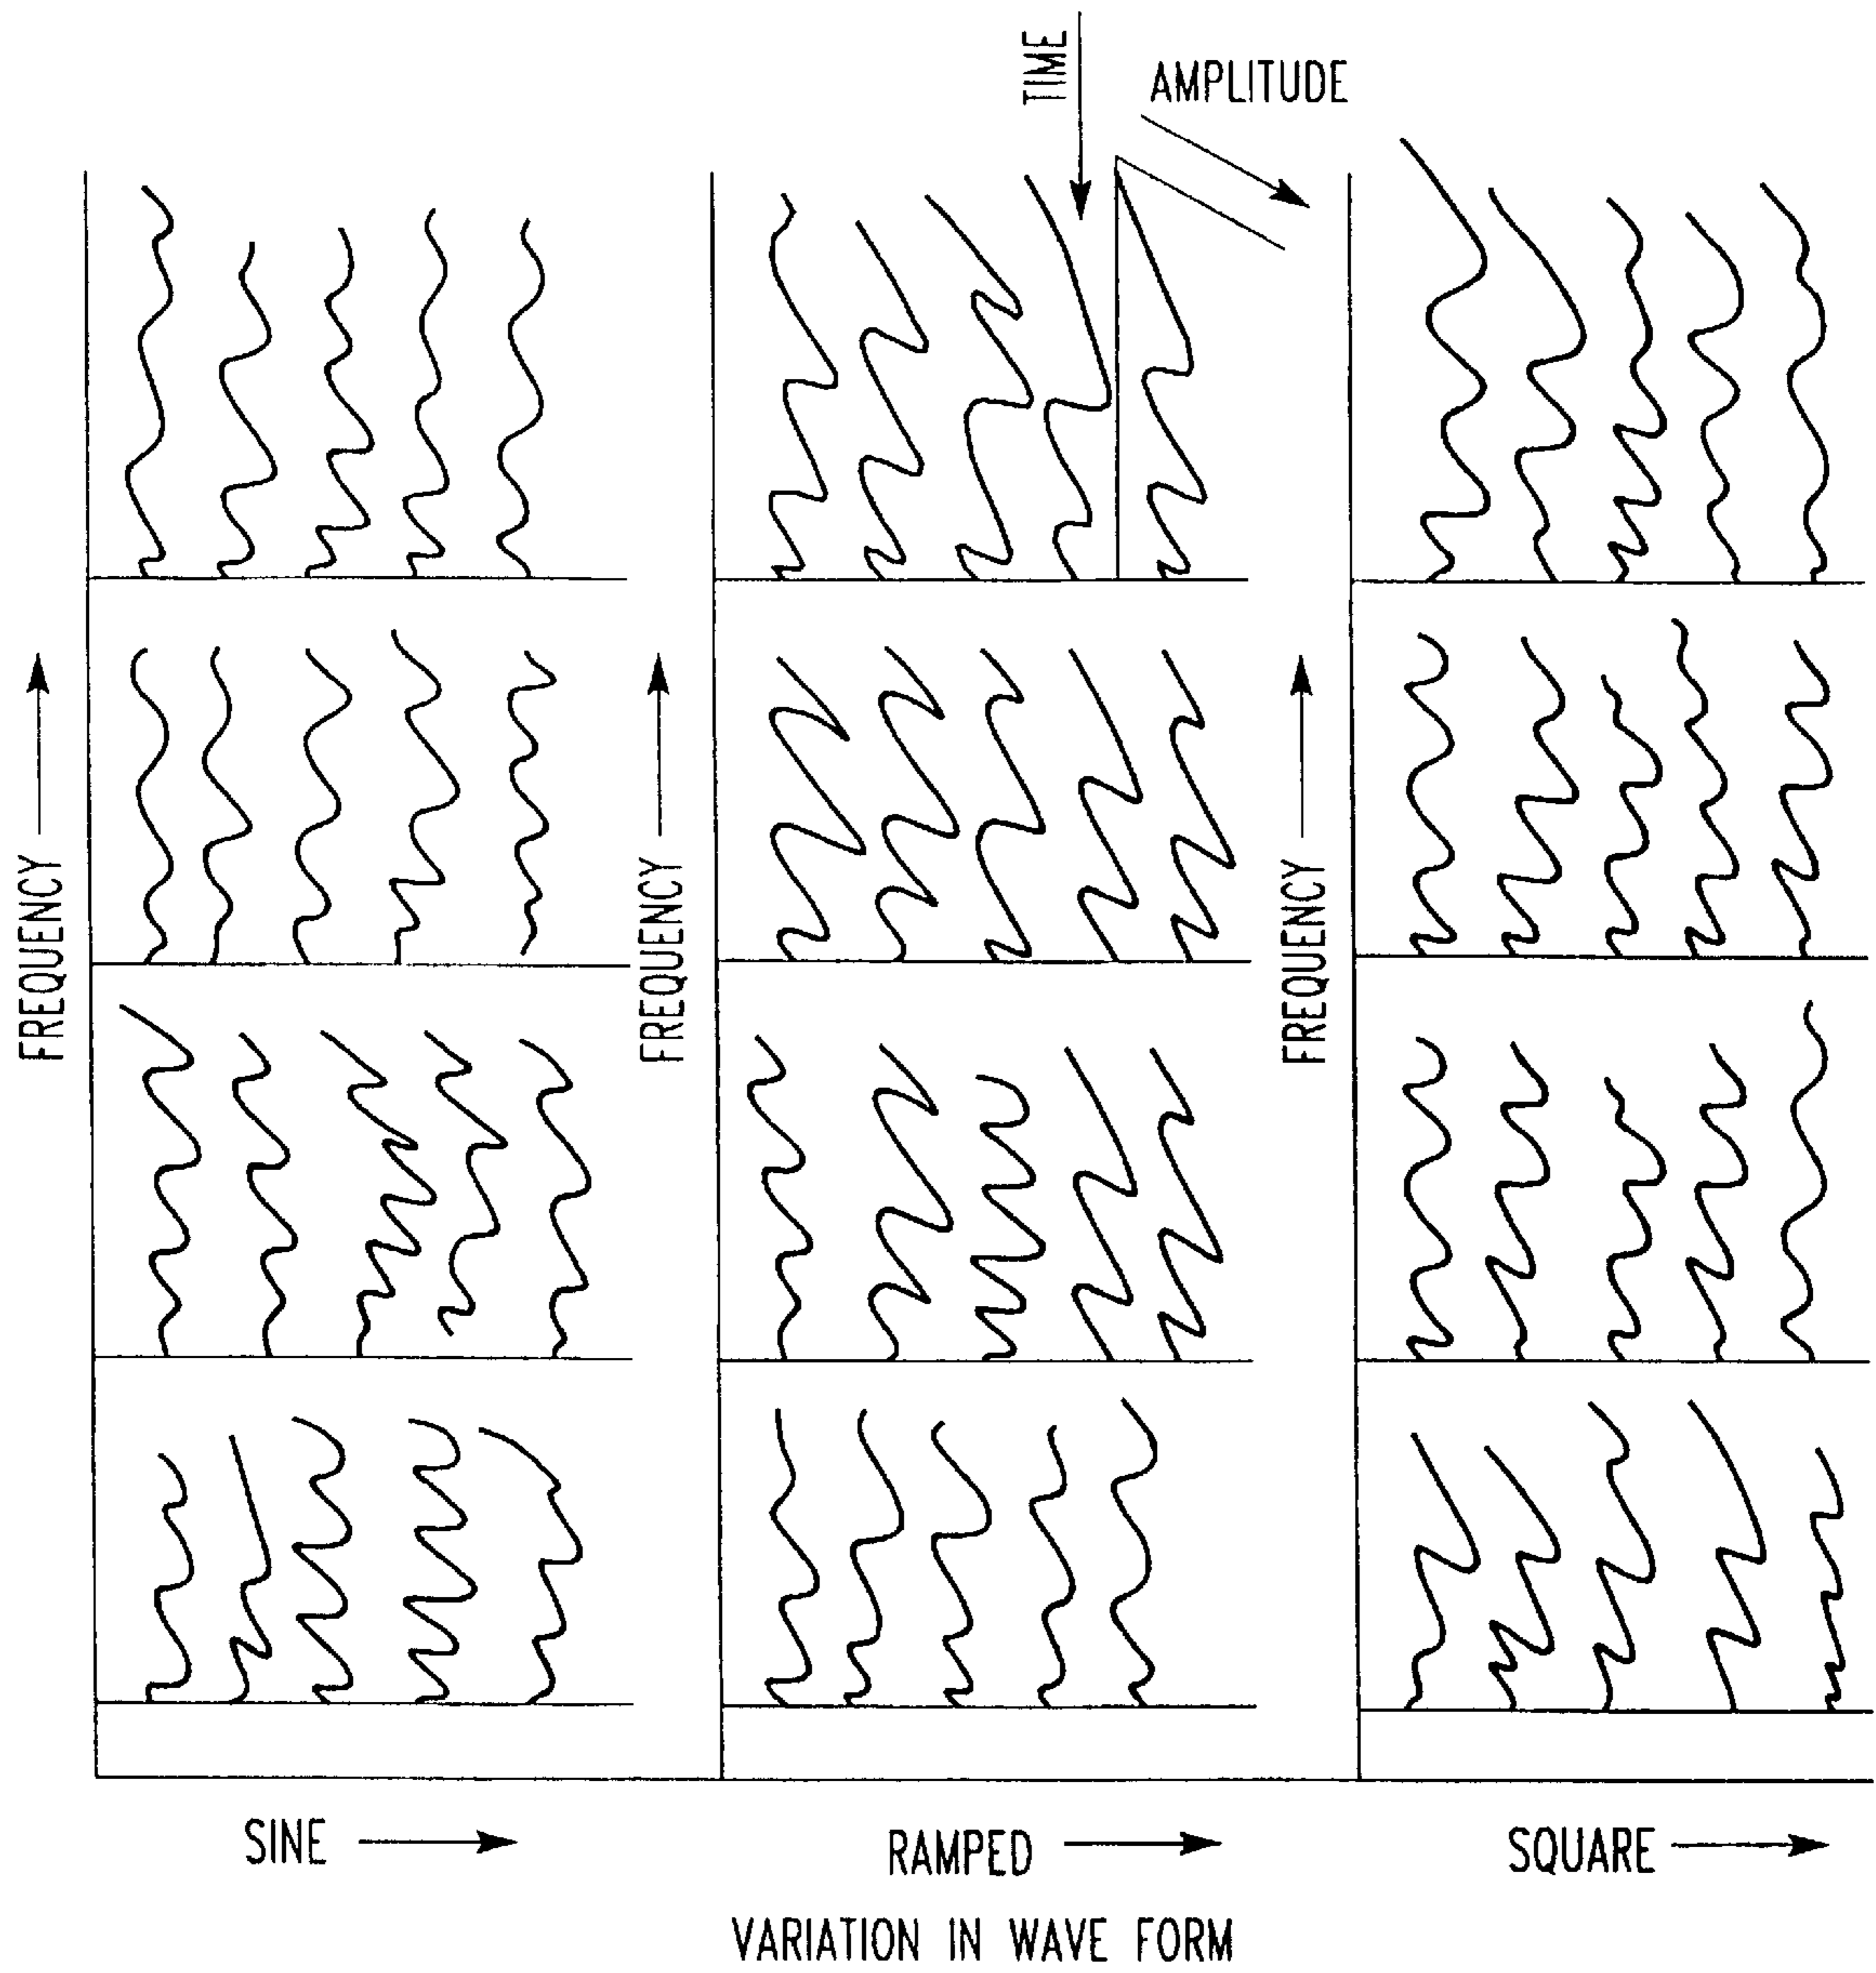 TIME
AMPLITUDE
FREQUENCY
FREQUENCY
FREQUENCY
SINE
RAMPED
SQUARE
VARIATION IN WAVE FORM